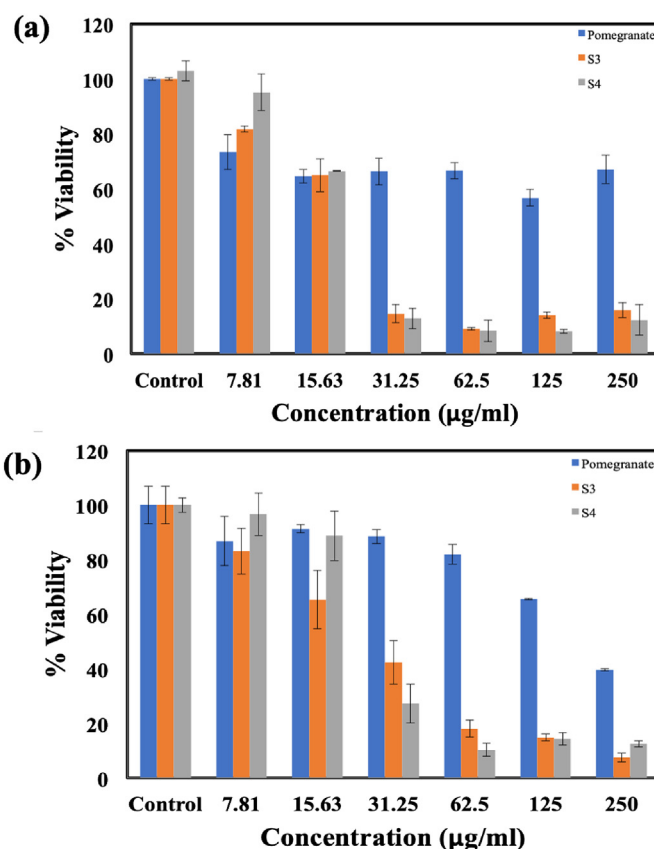 (a)
120
100
80
60
40
20
0
% Viability
Pomegranate
S3
S4
Control 7.81 15.63 31.25 62.5 125 250
Concentration (μg/ml)
(b)
120
100
80
60
40
20
0
% Viability
Pomegranate
S3
S4
Control 7.81 15.63 31.25 62.5 125 250
Concentration (μg/ml)